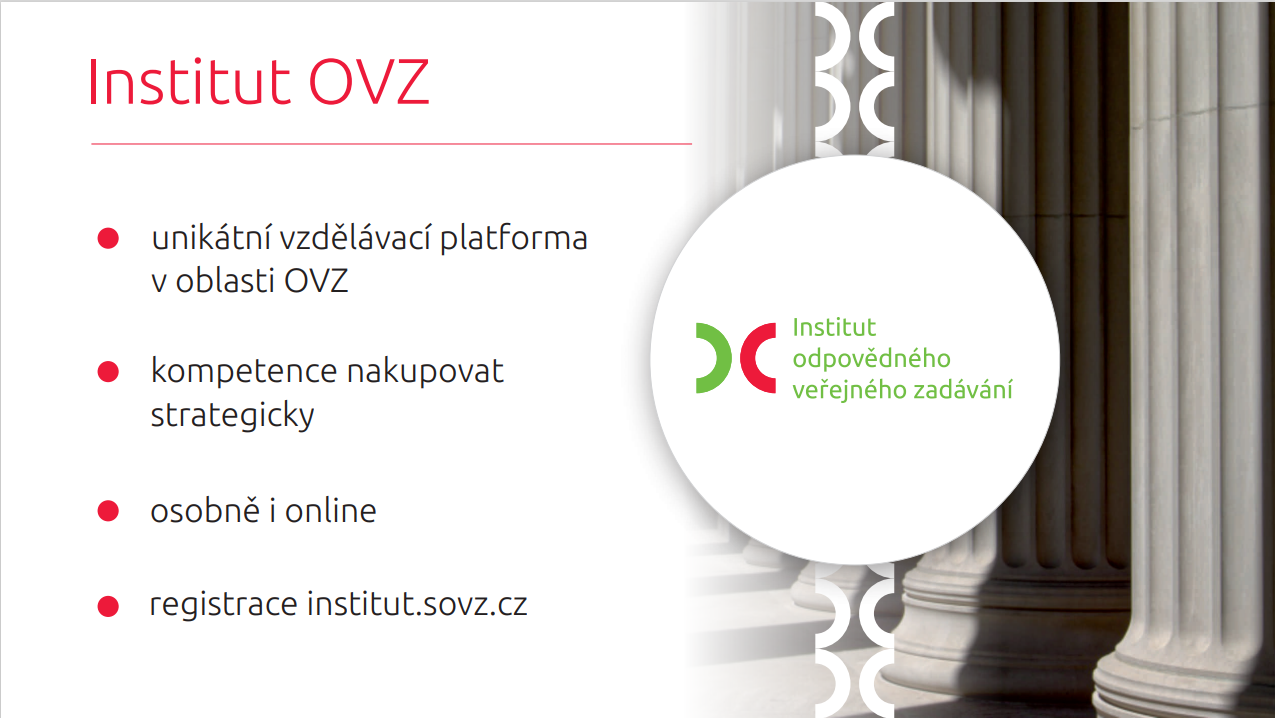 Institut OVZ
unikátní vzdělávací platforma
v oblasti OVZ
kompetence nakupovat
strategicky
osobně i online
registrace institut.sovz.cz
Institut
odpovědného
veřejného zadávání